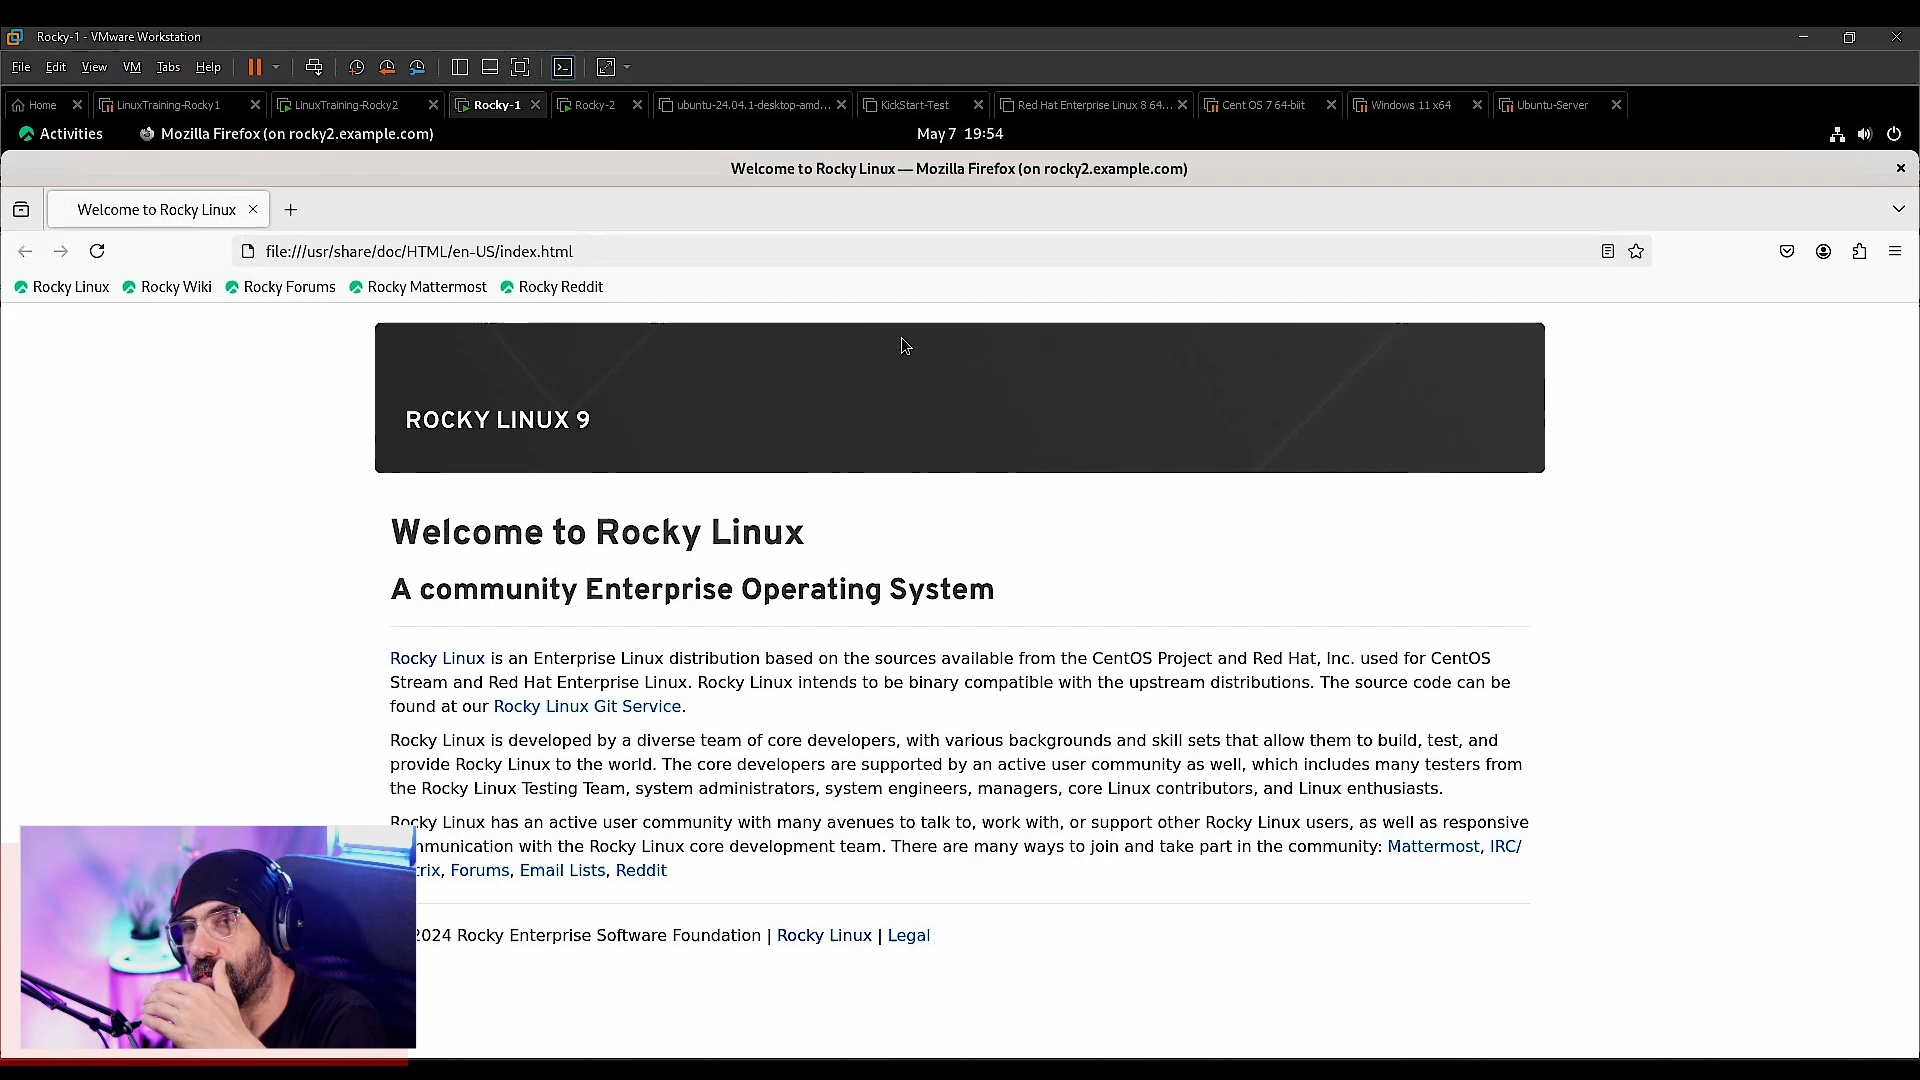 Rocky-1 - VMware Workstation
File Edit View VM Tabs Help
Home LinuxTraining-Rocky1 LinuxTraining-Rocky2 Rocky-1 Rocky-2 ubuntu-24.04.1-desktop-amd... KickStart-Test Red Hat Enterprise Linux 8 64... Cent OS 7 64-biit Windows 11 x64 Ubuntu-Server
Activities Mozilla Firefox (on rocky2.example.com) May 7 19:54
Welcome to Rocky Linux — Mozilla Firefox (on rocky2.example.com)
Welcome to Rocky Linux
file:///usr/share/doc/HTML/en-US/index.html
Rocky Linux Rocky Wiki Rocky Forums Rocky Mattermost Rocky Reddit
ROCKY LINUX 9
Welcome to Rocky Linux
A community Enterprise Operating System
Rocky Linux is an Enterprise Linux distribution based on the sources available from the CentOS Project and Red Hat, Inc. used for CentOS
Stream and Red Hat Enterprise Linux. Rocky Linux intends to be binary compatible with the upstream distributions. The source code can be
found at our Rocky Linux Git Service.
Rocky Linux is developed by a diverse team of core developers, with various backgrounds and skill sets that allow them to build, test, and
provide Rocky Linux to the world. The core developers are supported by an active user community as well, which includes many testers from
the Rocky Linux Testing Team, system administrators, system engineers, managers, core Linux contributors, and Linux enthusiasts.
Rocky Linux has an active user community with many avenues to talk to, work with, or support other Rocky Linux users, as well as responsive
mmunication with the Rocky Linux core development team. There are many ways to join and take part in the community: Mattermost, IRC/
trix, Forums, Email Lists, Reddit
2024 Rocky Enterprise Software Foundation | Rocky Linux | Legal